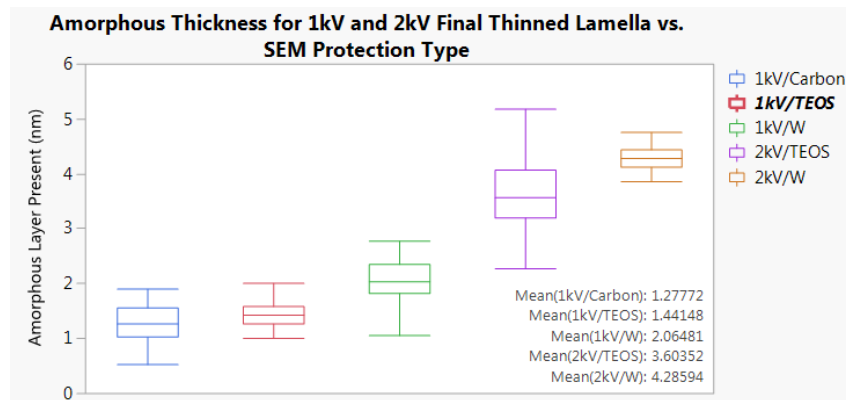 Amorphous Thickness for 1kV and 2kV Final Thinned Lamella vs.
SEM Protection Type
Amorphous Layer Present (nm)
6
5
4
3
2
1
0
1kV/Carbon
1kV/TEOS
1kV/W
2kV/TEOS
2kV/W
Mean(1kV/Carbon): 1.27772
Mean(1kV/TEOS): 1.44148
Mean(1kV/W): 2.06481
Mean(2kV/TEOS): 3.60352
Mean(2kV/W): 4.28594